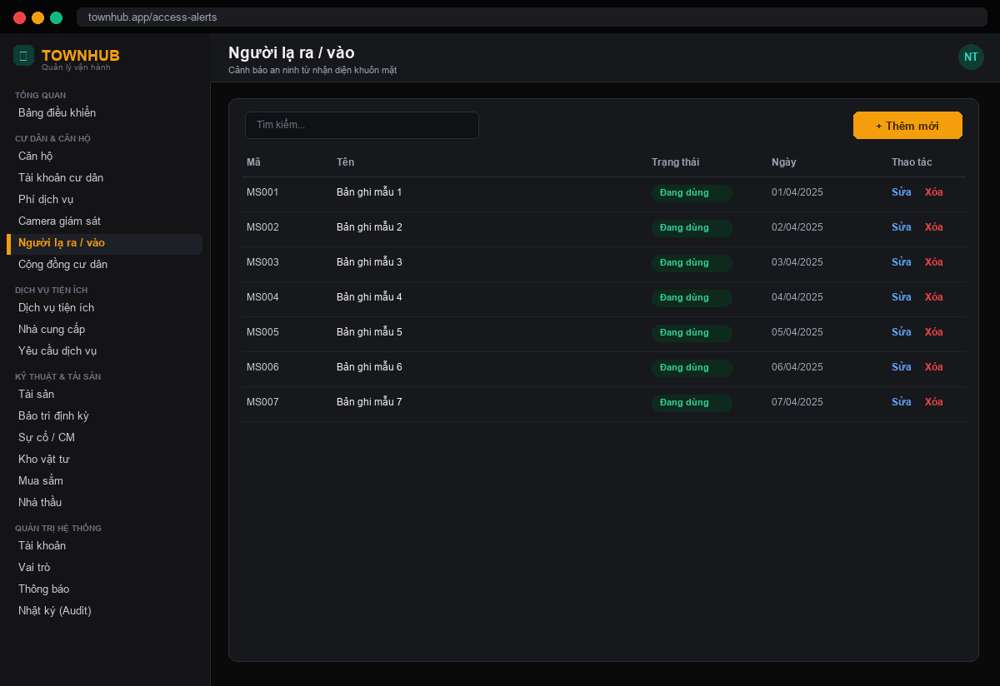 townhub.app/access-alerts
TOWNHUB
Quản lý vận hành
TỔNG QUAN
Bảng điều khiển
CƯ DÂN & CĂN HỘ
Căn hộ
Tài khoản cư dân
Phí dịch vụ
Camera giám sát
Người lạ ra / vào
Cộng đồng cư dân
DỊCH VỤ TIỆN ÍCH
Dịch vụ tiện ích
Nhà cung cấp
Yêu cầu dịch vụ
KỸ THUẬT & TÀI SẢN
Tài sản
Bảo trì định kỳ
Sự cố / CM
Kho vật tư
Mua sắm
Nhà thầu
QUẢN TRỊ HỆ THỐNG
Tài khoản
Vai trò
Thông báo
Nhật ký (Audit)
Người lạ ra / vào
Cảnh báo an ninh từ nhận diện khuôn mặt
NT
Tìm kiếm...
+ Thêm mới
Mã Tên Trạng thái Ngày Thao tác
MS001 Bản ghi mẫu 1 Đang dùng 01/04/2025 Sửa Xóa
MS002 Bản ghi mẫu 2 Đang dùng 02/04/2025 Sửa Xóa
MS003 Bản ghi mẫu 3 Đang dùng 03/04/2025 Sửa Xóa
MS004 Bản ghi mẫu 4 Đang dùng 04/04/2025 Sửa Xóa
MS005 Bản ghi mẫu 5 Đang dùng 05/04/2025 Sửa Xóa
MS006 Bản ghi mẫu 6 Đang dùng 06/04/2025 Sửa Xóa
MS007 Bản ghi mẫu 7 Đang dùng 07/04/2025 Sửa Xóa